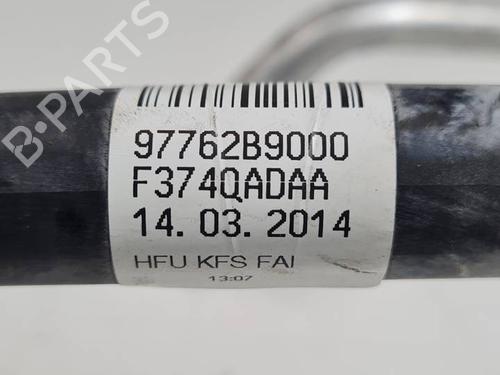 97762B9000
F374QADAA
14. 03. 2014
HFU KFS FAI
13:07
B-PARTS